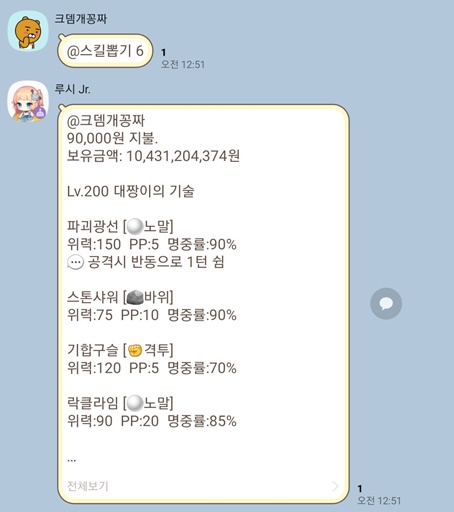 크뎀개꽁짜
@스킬뽑기 6
1
오전 12:51
루시 Jr.
@크뎀개꽁짜
90,000원 지불.
보유금액: 10,431,204,374원
Lv.200 대짱이의 기술
파괴광선 [⚪노말]
위력:150 PP:5 명중률:90%
💬 공격시 반동으로 1턴 쉼
스톤샤워 [🪨바위]
위력:75 PP:10 명중률:90%
기합구슬 [✊격투]
위력:120 PP:5 명중률:70%
락클라임 [⚪노말]
위력:90 PP:20 명중률:85%
...
전체보기
1
오전 12:51